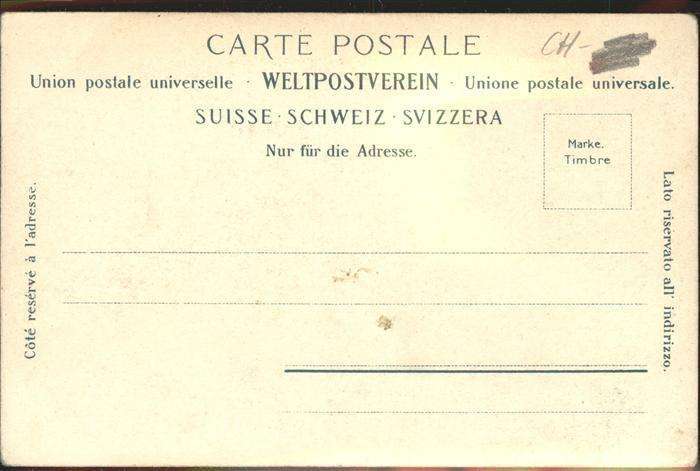 CARTE POSTALE
CH-
Union postale universelle · WELTPOSTVEREIN · Unione postale universale.
SUISSE · SCHWEIZ · SVIZZERA
Nur für die Adresse.
Marke.
Timbre
Côté resérvé à l'adresse.
Lato riservato all' indirizzo.